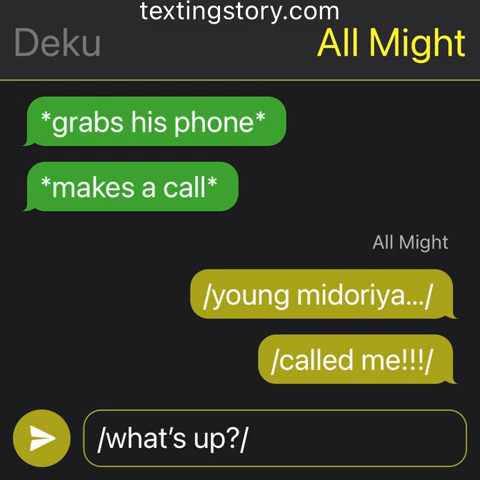 textingstory.com
Deku All Might
*grabs his phone*
*makes a call*
All Might
/young midoriya.../
/called me!!!/
/what’s up?/